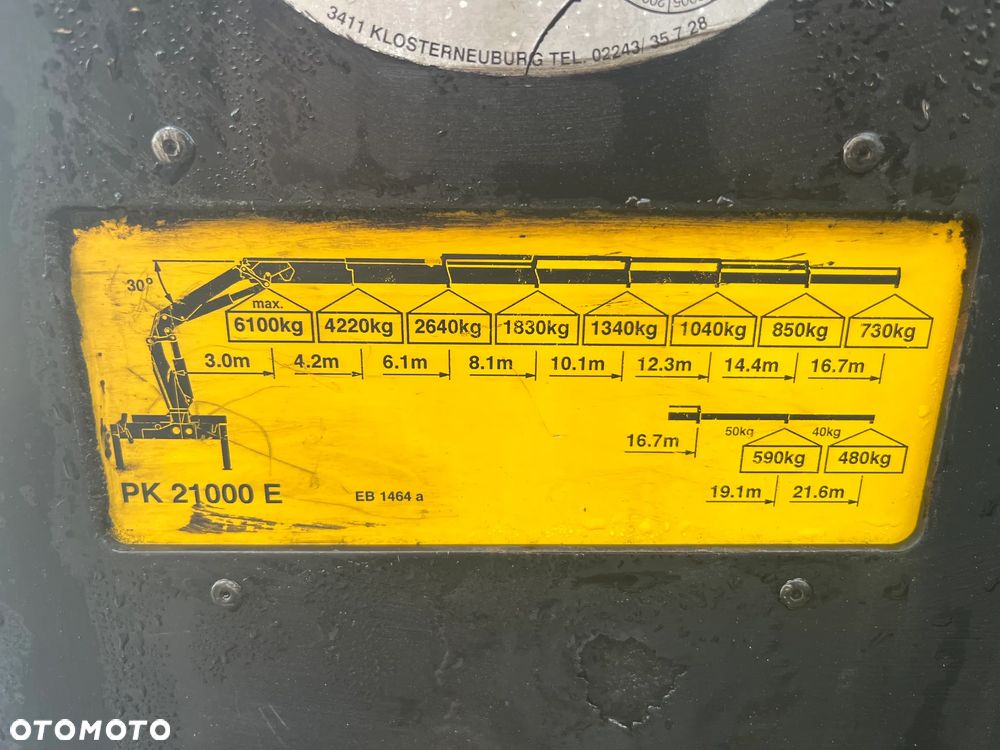 3411 KLOSTERNEUBURG TEL. 02243/ 35 7 28
30°
max.
6100kg 4220kg 2640kg 1830kg 1340kg 1040kg 850kg 730kg
3.0m 4.2m 6.1m 8.1m 10.1m 12.3m 14.4m 16.7m
16.7m 50kg 40kg
590kg 480kg
19.1m 21.6m
PK 21000 E EB 1464 a
OTOMOTO